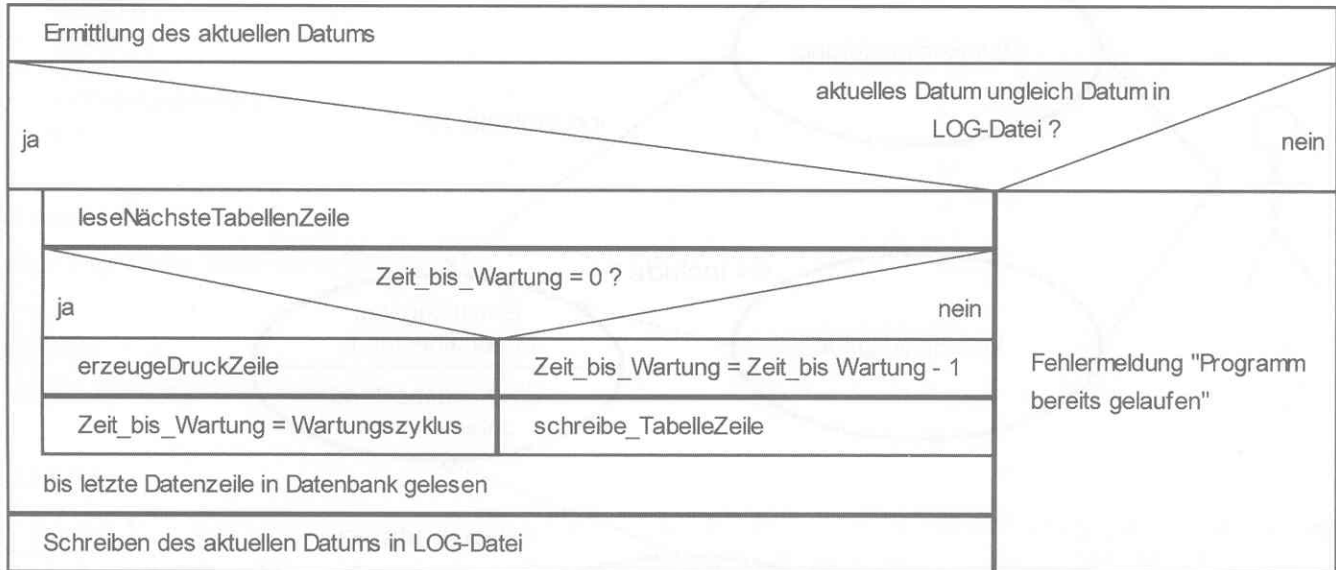 Ermittlung des aktuellen Datums
aktuelles Datum ungleich Datum in
LOG-Datei ?
ja
nein
leseNächsteTabellenZeile
Zeit_bis_Wartung = 0 ?
ja
nein
erzeugeDruckZeile
Zeit_bis_Wartung = Zeit_bis Wartung - 1
Fehlermeldung "Programm
bereits gelaufen"
Zeit_bis_Wartung = Wartungszyklus
schreibe_TabelleZeile
bis letzte Datenzeile in Datenbank gelesen
Schreiben des aktuellen Datums in LOG-Datei